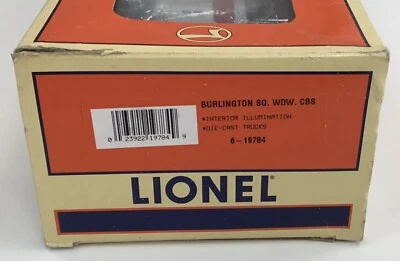 BURLINGTON SQ. WDW. CBS
*INTERIOR ILLUMINATION
*DIE-CAST TRUCKS
6-19784
0 23922 19784 9
LIONEL®